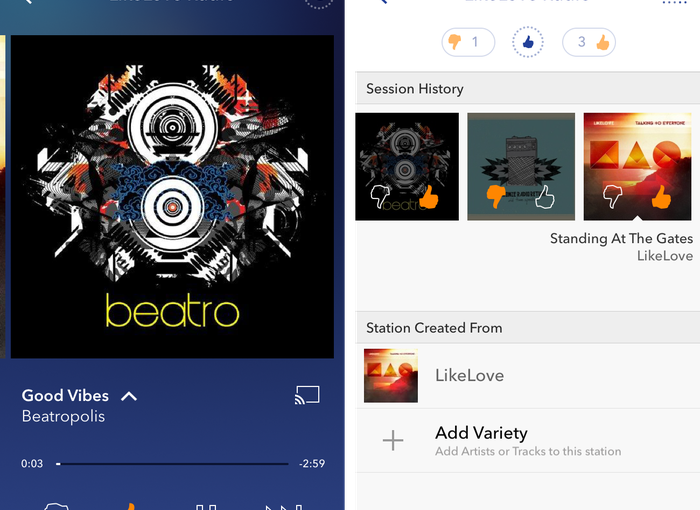 beatro
Good Vibes
Beatropolis
0:03
-2:59
1
3
Session History
beatro
LIKELOVE
TALKING TO EVERYONE
Standing At The Gates
LikeLove
Station Created From
LikeLove
Add Variety
Add Artists or Tracks to this station